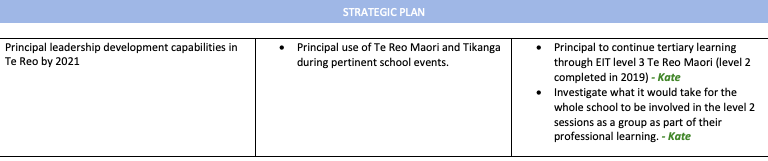 STRATEGIC PLAN
Principal leadership development capabilities in
Te Reo by 2021
• Principal use of Te Reo Maori and Tikanga
during pertinent school events.
• Principal to continue tertiary learning
through EIT level 3 Te Reo Maori (level 2
completed in 2019) - Kate
• Investigate what it would take for the
whole school to be involved in the level 2
sessions as a group as part of their
professional learning. - Kate